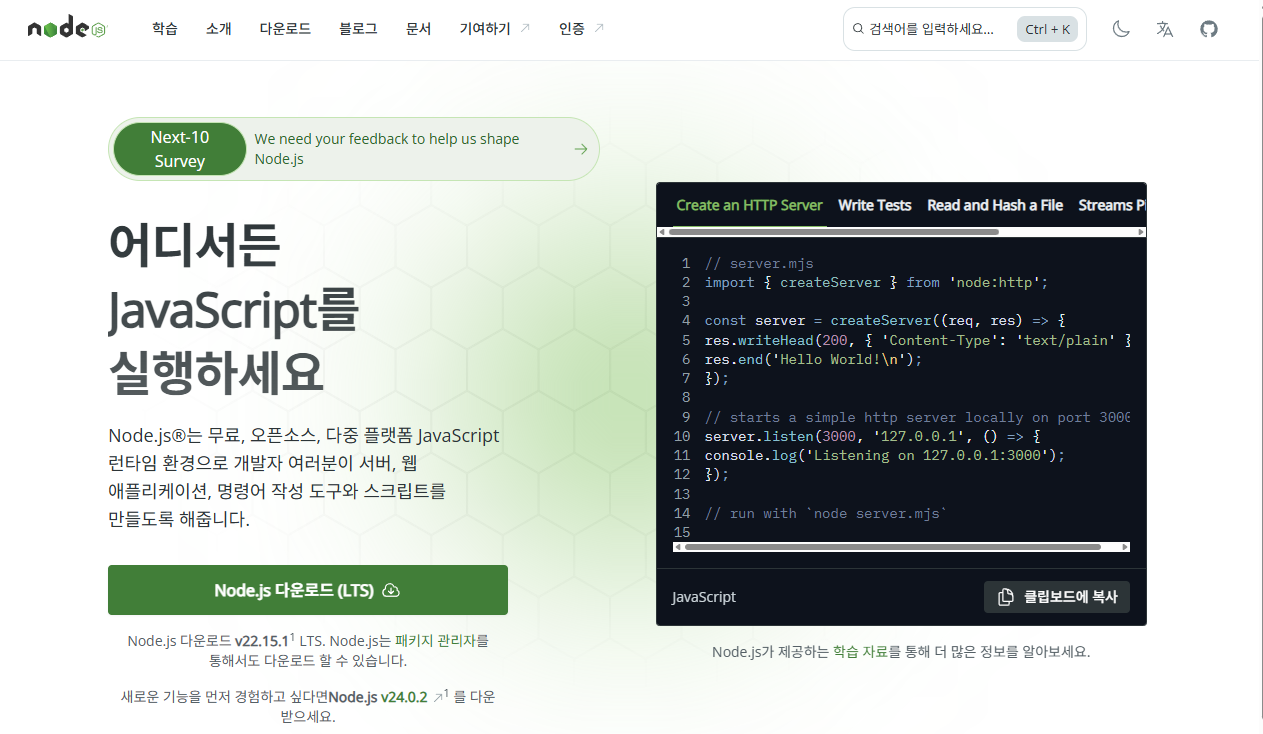 node JS
학습 소개 다운로드 블로그 문서 기여하기 인증
검색어를 입력하세요... Ctrl + K
Next-10
Survey
We need your feedback to help us shape
Node.js
어디서든
JavaScript를
실행하세요
Node.js®는 무료, 오픈소스, 다중 플랫폼 JavaScript
런타임 환경으로 개발자 여러분이 서버, 웹
애플리케이션, 명령어 작성 도구와 스크립트를
만들도록 해줍니다.
Node.js 다운로드 (LTS)
Node.js 다운로드 v22.15.1¹ LTS. Node.js는 패키지 관리자를
통해서도 다운로드 할 수 있습니다.
새로운 기능을 먼저 경험하고 싶다면Node.js v24.0.2 ¹ 를 다운
받으세요.
Create an HTTP Server Write Tests Read and Hash a File Streams P
1 // server.mjs
2 import { createServer } from 'node:http';
3
4 const server = createServer((req, res) => {
5 res.writeHead(200, { 'Content-Type': 'text/plain' }
6 res.end('Hello World!\n');
7 });
8
9 // starts a simple http server locally on port 3000
10 server.listen(3000, '127.0.0.1', () => {
11 console.log('Listening on 127.0.0.1:3000');
12 });
13
14 // run with `node server.mjs`
15
JavaScript 클립보드에 복사
Node.js가 제공하는 학습 자료를 통해 더 많은 정보를 알아보세요.